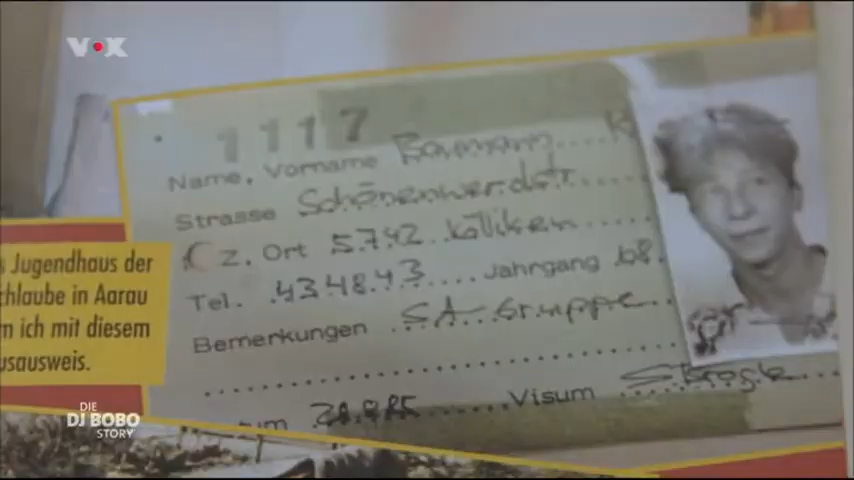 VOX
1117
Name, Vorname Baumann
Strasse Schönenwerdstr
z. Ort 5742 Kölliken
Tel. 43 48 43 Jahrgang 68.
Bemerkungen SA-Gruppe
Visum
Jugendhaus der
chlaube in Aarau
m ich mit diesem
usausweis.
DIE
DJ BOBO
STORY